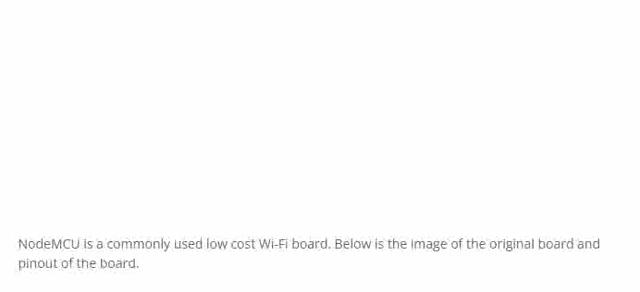 NodeMCU is a commonly used low cost Wi-Fi board. Below is the image of the original board and
pinout of the board.